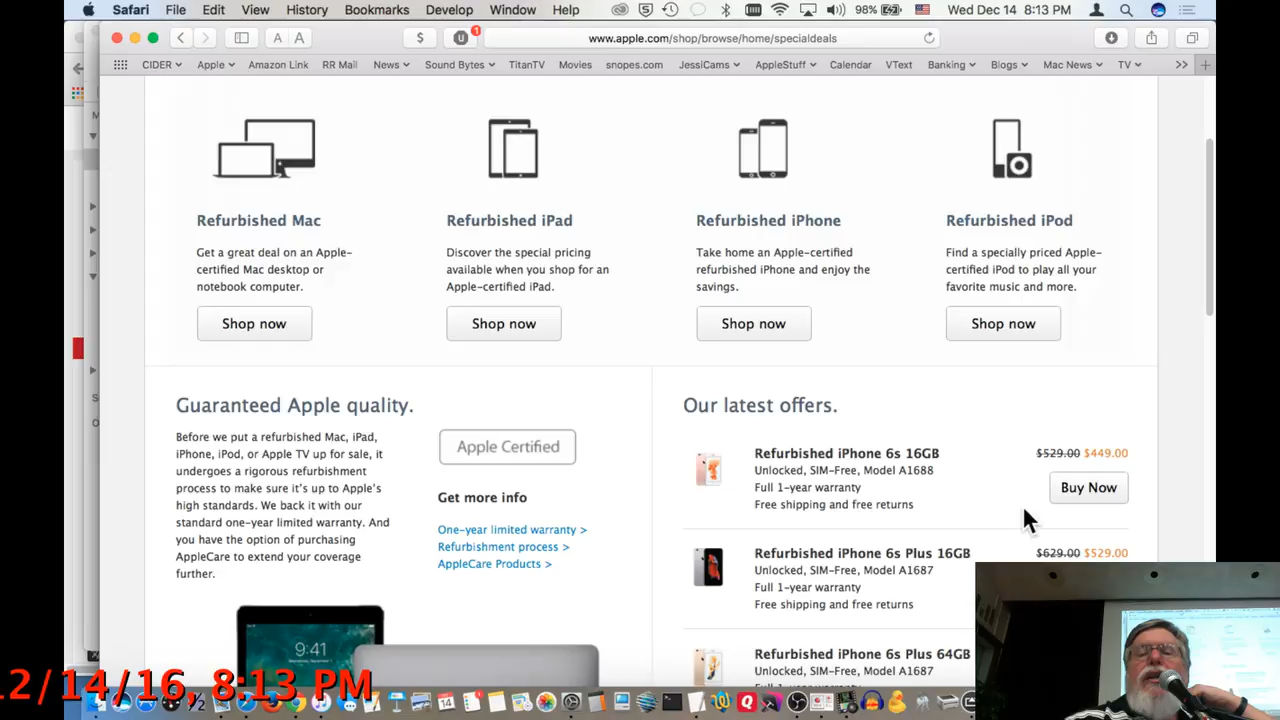 Safari File Edit View History Bookmarks Develop Window Help 98% Wed Dec 14 8:13 PM
A A $ U 1 www.apple.com/shop/browse/home/specialdeals
CIDER Apple Amazon Link RR Mail News Sound Bytes TitanTV Movies snopes.com JessiCams AppleStuff Calendar VText Banking Blogs Mac News TV >> +
Refurbished Mac
Get a great deal on an Apple-
certified Mac desktop or
notebook computer.
Shop now
Refurbished iPad
Discover the special pricing
available when you shop for an
Apple-certified iPad.
Shop now
Refurbished iPhone
Take home an Apple-certified
refurbished iPhone and enjoy the
savings.
Shop now
Refurbished iPod
Find a specially priced Apple-
certified iPod to play all your
favorite music and more.
Shop now
Guaranteed Apple quality.
Before we put a refurbished Mac, iPad,
iPhone, iPod, or Apple TV up for sale, it
undergoes a rigorous refurbishment
process to make sure it's up to Apple's
high standards. We back it with our
standard one-year limited warranty. And
you have the option of purchasing
AppleCare to extend your coverage
further.
Apple Certified
Get more info
One-year limited warranty >
Refurbishment process >
AppleCare Products >
9:41
Our latest offers.
Refurbished iPhone 6s 16GB $529.00 $449.00
Unlocked, SIM-Free, Model A1688
Full 1-year warranty
Free shipping and free returns
Buy Now
Refurbished iPhone 6s Plus 16GB $629.00 $529.00
Unlocked, SIM-Free, Model A1687
Full 1-year warranty
Free shipping and free returns
Refurbished iPhone 6s Plus 64GB
Unlocked, SIM-Free, Model A1687
2/14/16, 8:13 PM